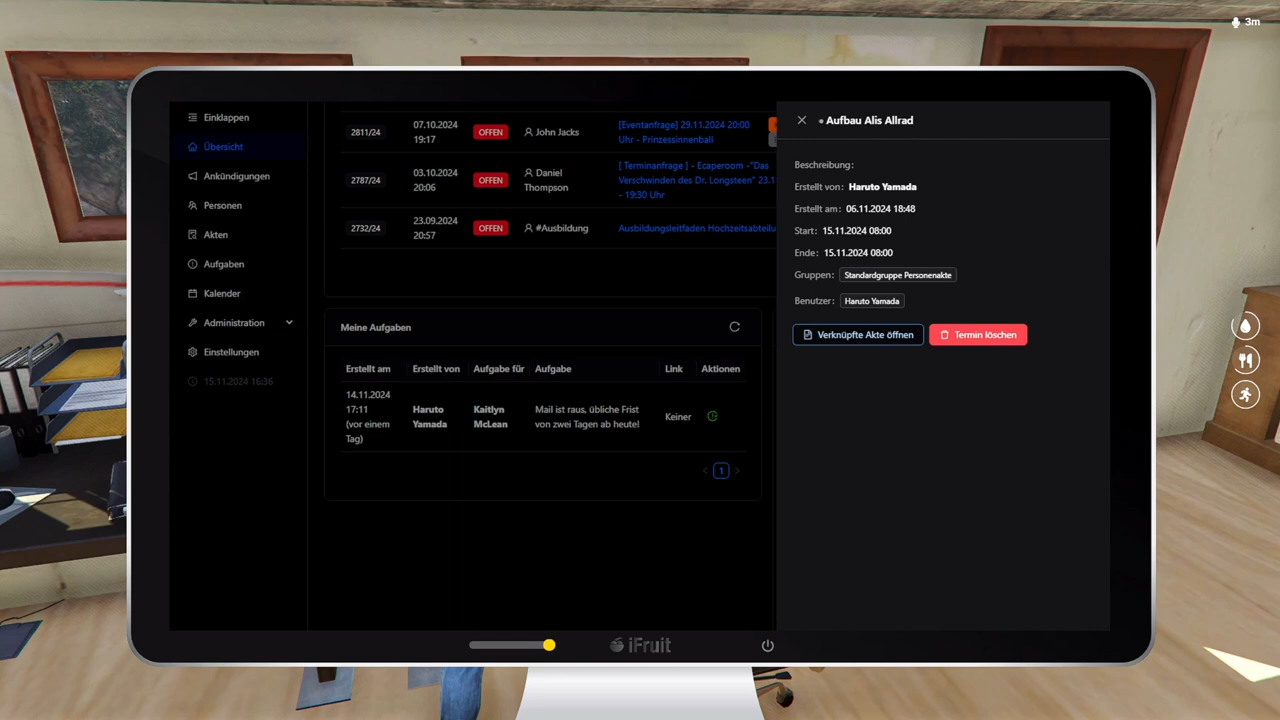 3m
Einklappen
Übersicht
Ankündigungen
Personen
Akten
Aufgaben
Kalender
Administration
Einstellungen
15.11.2024 16:36
2811/24
07.10.2024
19:17
OFFEN
John Jacks
[Eventanfrage] 29.11.2024 20:00
Uhr - Prinzessinnenball
2787/24
03.10.2024
20:06
OFFEN
Daniel
Thompson
[ Terminanfrage ] - Ecaperoom -"Das
Verschwinden des Dr. Longsteen" 23.1
- 19:30 Uhr
2732/24
23.09.2024
20:57
OFFEN
#Ausbildung
Ausbildungsleitfaden Hochzeitsabteilu
Meine Aufgaben
Erstellt am
Erstellt von
Aufgabe für
Aufgabe
Link
Aktionen
14.11.2024
17:11
(vor einem
Tag)
Haruto
Yamada
Kaitlyn
McLean
Mail ist raus, übliche Frist
von zwei Tagen ab heute!
Keiner
< 1 >
Aufbau Alis Allrad
Beschreibung:
Erstellt von: Haruto Yamada
Erstellt am: 06.11.2024 18:48
Start: 15.11.2024 08:00
Ende: 15.11.2024 08:00
Gruppen: Standardgruppe Personenakte
Benutzer: Haruto Yamada
Verknüpfte Akte öffnen
Termin löschen
iFruit